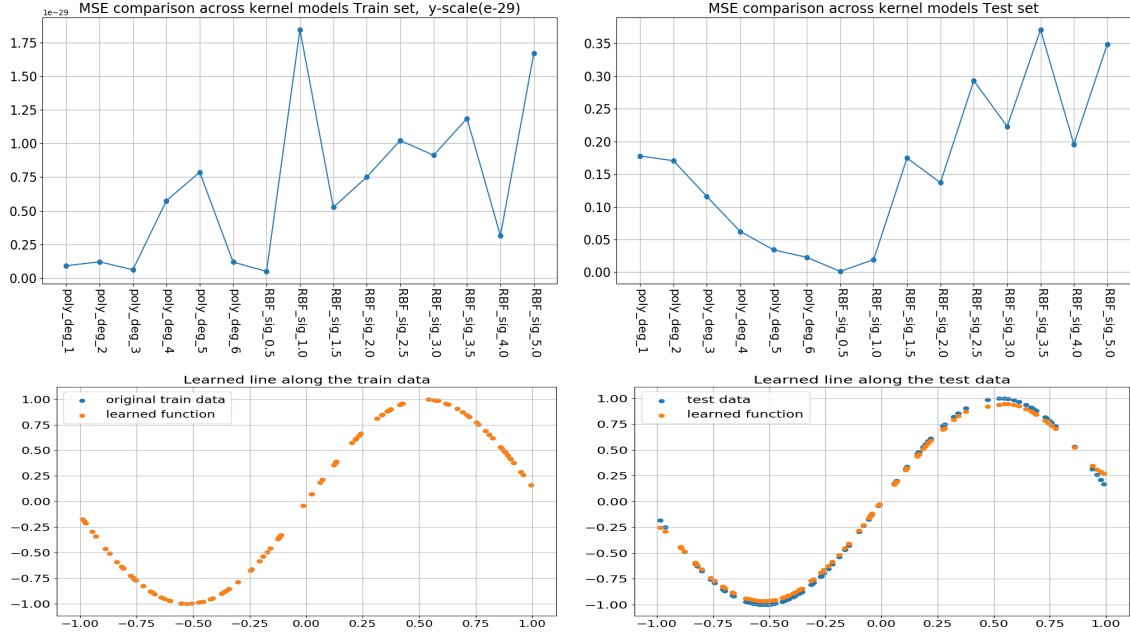 MSE comparison across kernel models Train set, y-scale(e-29)
1e−29
1.75
1.50
1.25
1.00
0.75
0.50
0.25
0.00
poly_deg_1
poly_deg_2
poly_deg_3
poly_deg_4
poly_deg_5
poly_deg_6
RBF_sig_0.5
RBF_sig_1.0
RBF_sig_1.5
RBF_sig_2.0
RBF_sig_2.5
RBF_sig_3.0
RBF_sig_3.5
RBF_sig_4.0
RBF_sig_5.0
MSE comparison across kernel models Test set
0.35
0.30
0.25
0.20
0.15
0.10
0.05
0.00
poly_deg_1
poly_deg_2
poly_deg_3
poly_deg_4
poly_deg_5
poly_deg_6
RBF_sig_0.5
RBF_sig_1.0
RBF_sig_1.5
RBF_sig_2.0
RBF_sig_2.5
RBF_sig_3.0
RBF_sig_3.5
RBF_sig_4.0
RBF_sig_5.0
Learned line along the train data
original train data
learned function
1.00
0.75
0.50
0.25
0.00
−0.25
−0.50
−0.75
−1.00
−1.00 −0.75 −0.50 −0.25 0.00 0.25 0.50 0.75 1.00
Learned line along the test data
test data
learned function
1.00
0.75
0.50
0.25
0.00
−0.25
−0.50
−0.75
−1.00
−1.00 −0.75 −0.50 −0.25 0.00 0.25 0.50 0.75 1.00